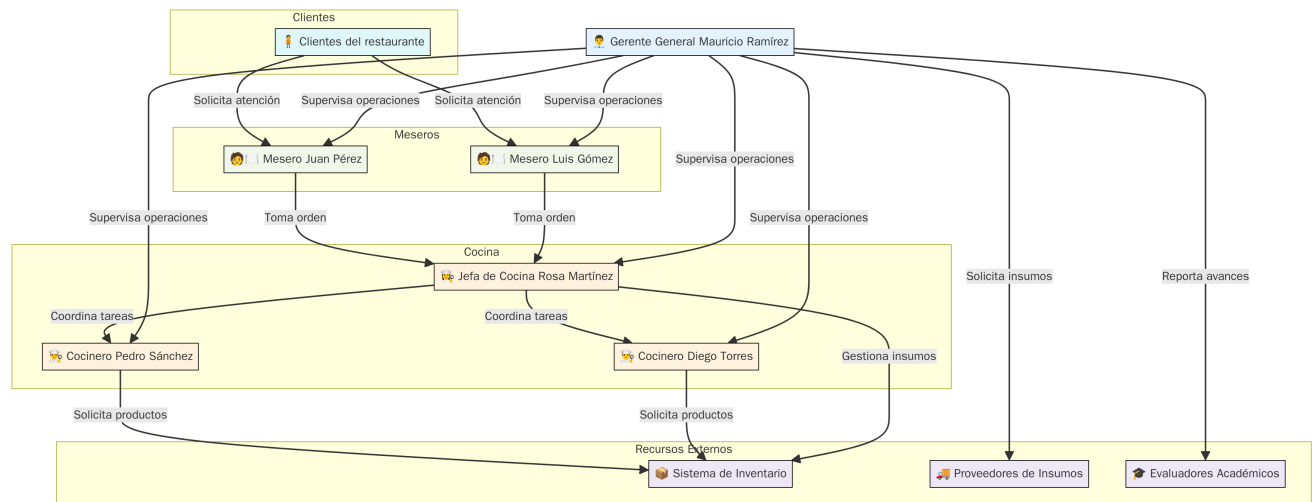 Clientes
Clientes del restaurante
Gerente General Mauricio Ramírez
Solicita atención
Supervisa operaciones
Solicita atención
Supervisa operaciones
Meseros
Mesero Juan Pérez
Mesero Luis Gómez
Supervisa operaciones
Supervisa operaciones
Toma orden
Toma orden
Supervisa operaciones
Cocina
Jefa de Cocina Rosa Martínez
Solicita insumos
Reporta avances
Coordina tareas
Coordina tareas
Cocinero Pedro Sánchez
Cocinero Diego Torres
Gestiona insumos
Solicita productos
Solicita productos
Recursos Externos
Sistema de Inventario
Proveedores de Insumos
Evaluadores Académicos